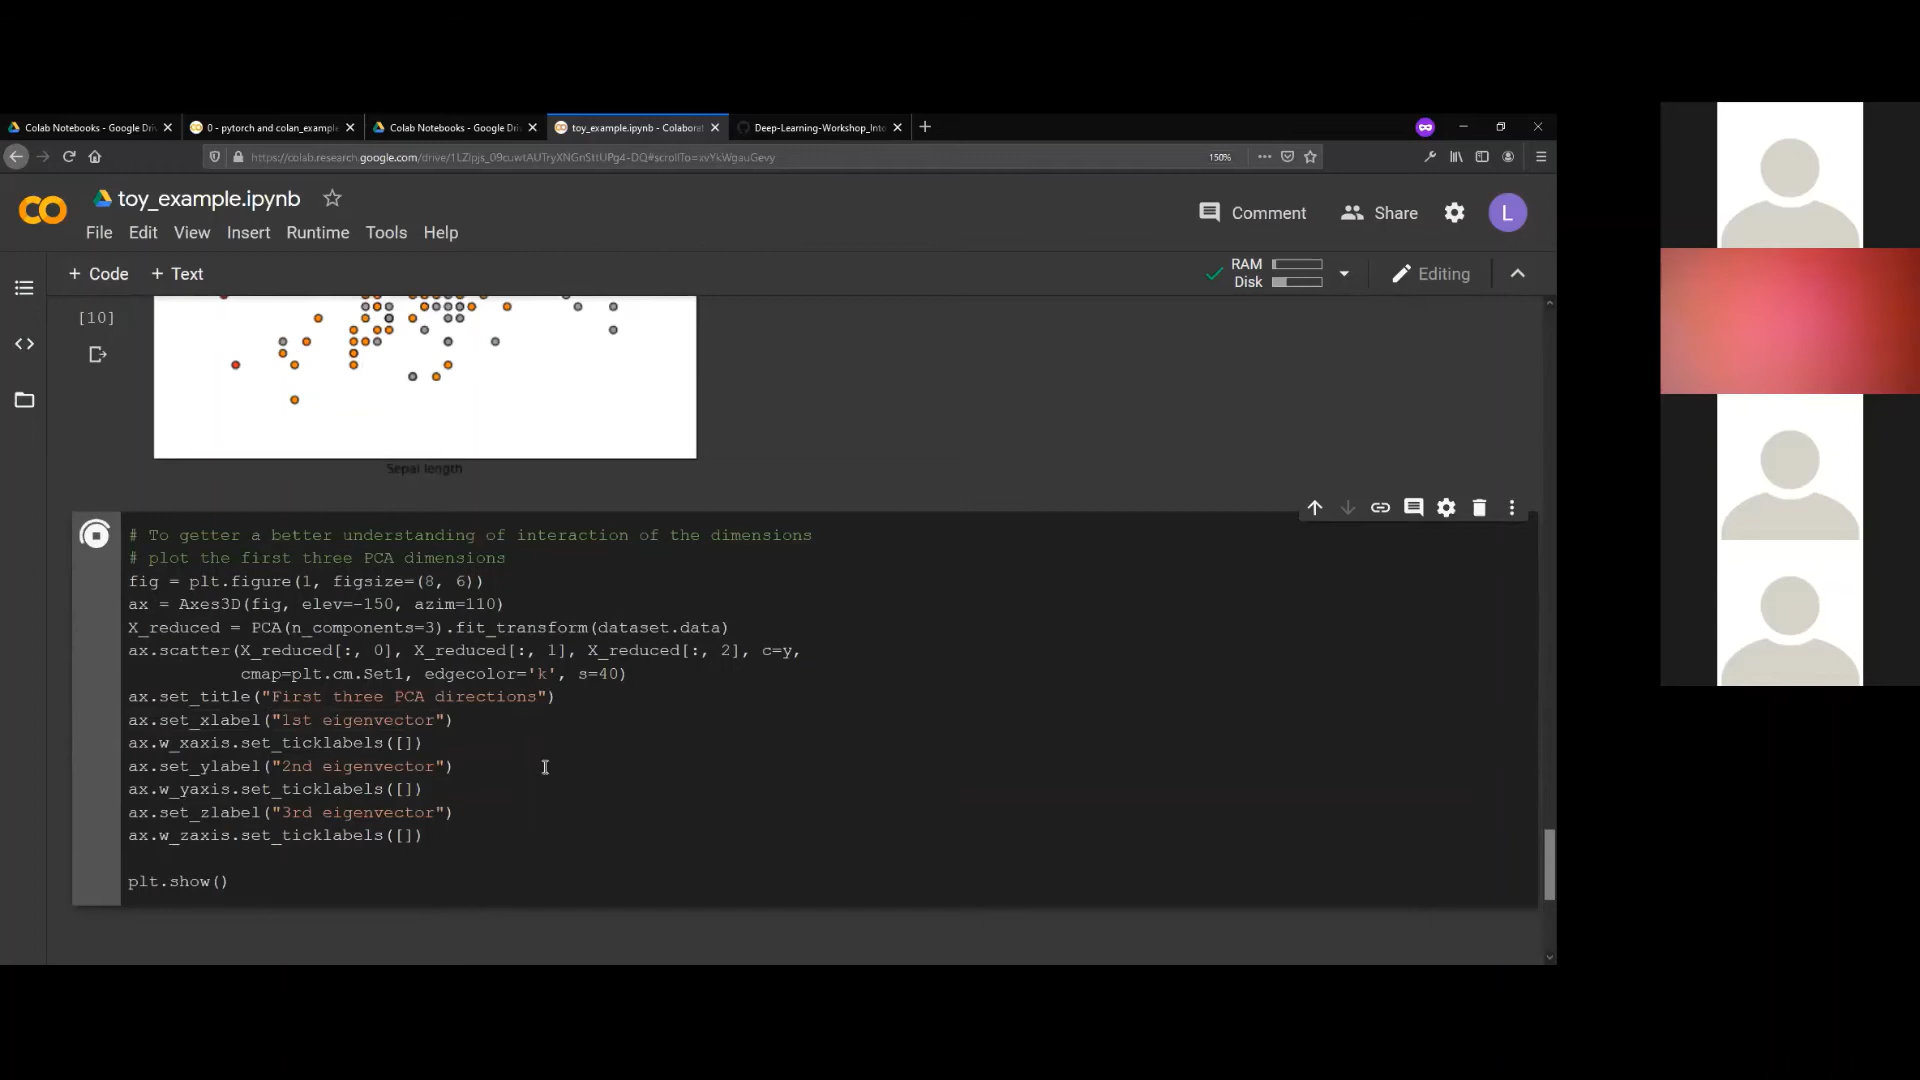 Colab Notebooks - Google Dri
0 - pytorch and colan_example
Colab Notebooks - Google Dri
toy_example.ipynb - Colaborat
Deep-Learning-Workshop_Into
150%
toy_example.ipynb
File Edit View Insert Runtime Tools Help
Comment
Share
L
+ Code + Text
RAM
Disk
Editing
[10]
Sepal length
# To getter a better understanding of interaction of the dimensions
# plot the first three PCA dimensions
fig = plt.figure(1, figsize=(8, 6))
ax = Axes3D(fig, elev=-150, azim=110)
X_reduced = PCA(n_components=3).fit_transform(dataset.data)
ax.scatter(X_reduced[:, 0], X_reduced[:, 1], X_reduced[:, 2], c=y,
cmap=plt.cm.Set1, edgecolor='k', s=40)
ax.set_title("First three PCA directions")
ax.set_xlabel("1st eigenvector")
ax.w_xaxis.set_ticklabels([])
ax.set_ylabel("2nd eigenvector")
ax.w_yaxis.set_ticklabels([])
ax.set_zlabel("3rd eigenvector")
ax.w_zaxis.set_ticklabels([])
plt.show()